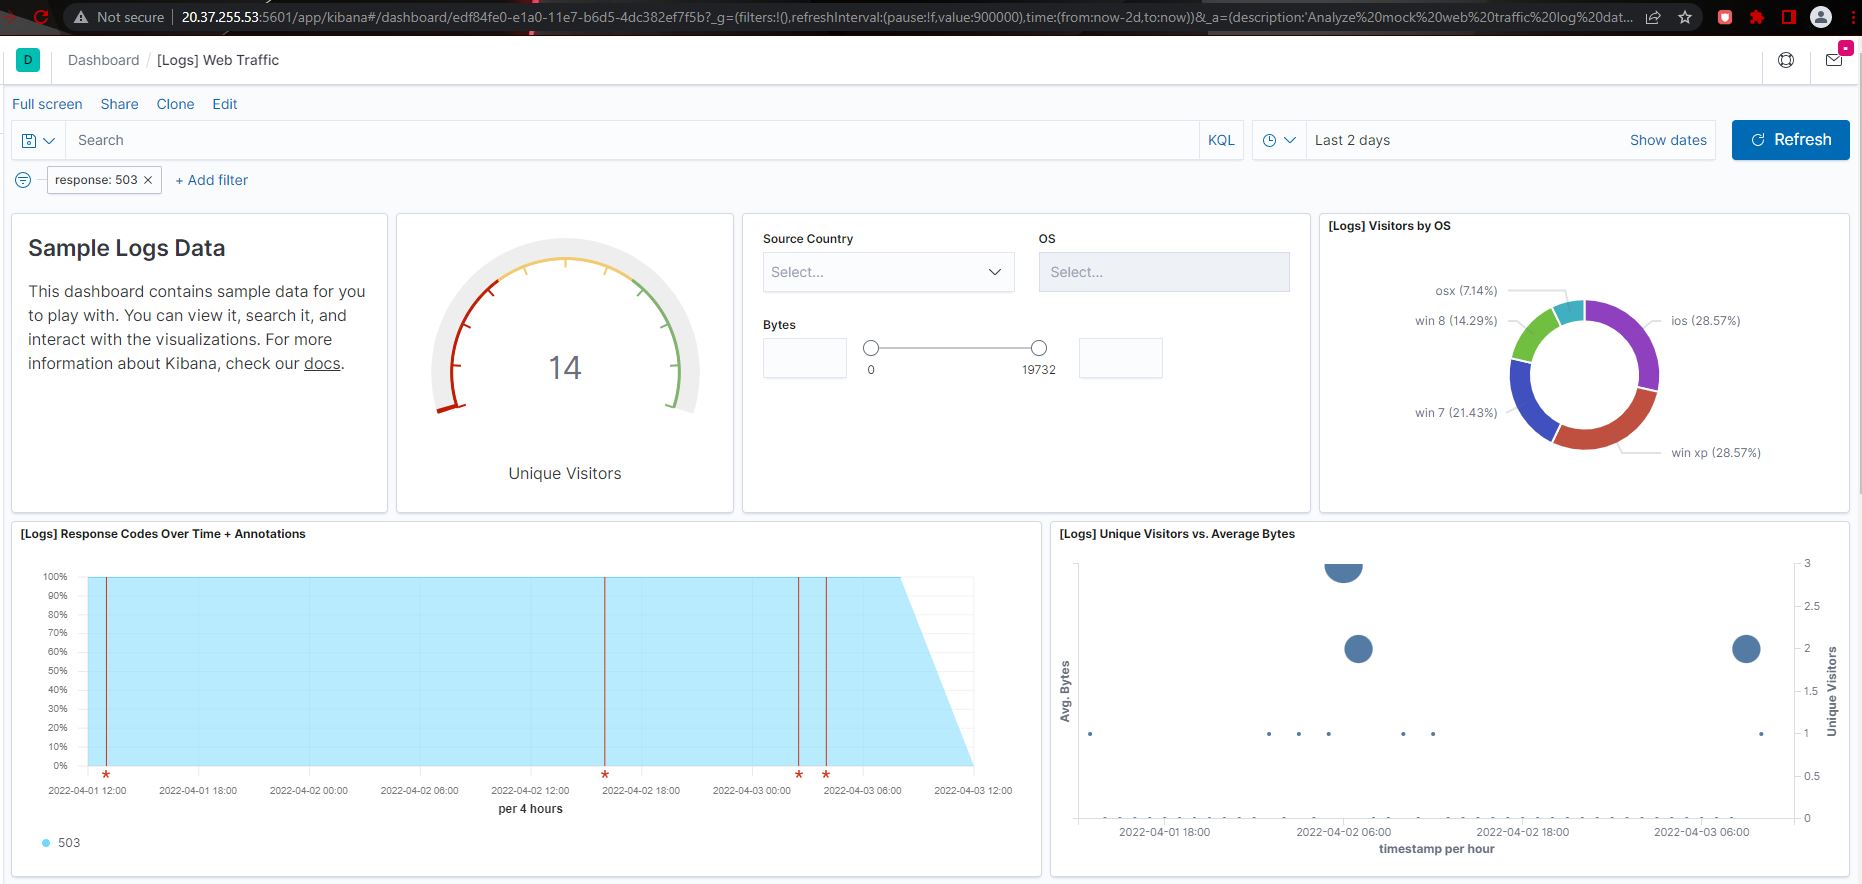 Not secure
20.37.255.53:5601/app/kibana#/dashboard/edf84fe0-e1a0-11e7-b6d5-4dc382ef7f5b?_g=(filters:!(),refreshInterval:(pause:!f,value:900000),time:(from:now-2d,to:now))&_a=(description:'Analyze%20mock%20web%20traffic%20log%20dat...
D
Dashboard / [Logs] Web Traffic
Full screen Share Clone Edit
Search
KQL
Last 2 days
Show dates
Refresh
response: 503 ×
+ Add filter
Sample Logs Data
This dashboard contains sample data for you
to play with. You can view it, search it, and
interact with the visualizations. For more
information about Kibana, check our docs.
14
Unique Visitors
Source Country
Select...
OS
Select...
Bytes
0
19732
[Logs] Visitors by OS
osx (7.14%)
win 8 (14.29%)
win 7 (21.43%)
ios (28.57%)
win xp (28.57%)
[Logs] Response Codes Over Time + Annotations
100%
90%
80%
70%
60%
50%
40%
30%
20%
10%
0%
* * * *
2022-04-01 12:00 2022-04-01 18:00 2022-04-02 00:00 2022-04-02 06:00 2022-04-02 12:00 2022-04-02 18:00 2022-04-03 00:00 2022-04-03 06:00 2022-04-03 12:00
per 4 hours
503
[Logs] Unique Visitors vs. Average Bytes
Avg. Bytes
3
2.5
2
1.5
1
0.5
0
Unique Visitors
2022-04-01 18:00 2022-04-02 06:00 2022-04-02 18:00 2022-04-03 06:00
timestamp per hour